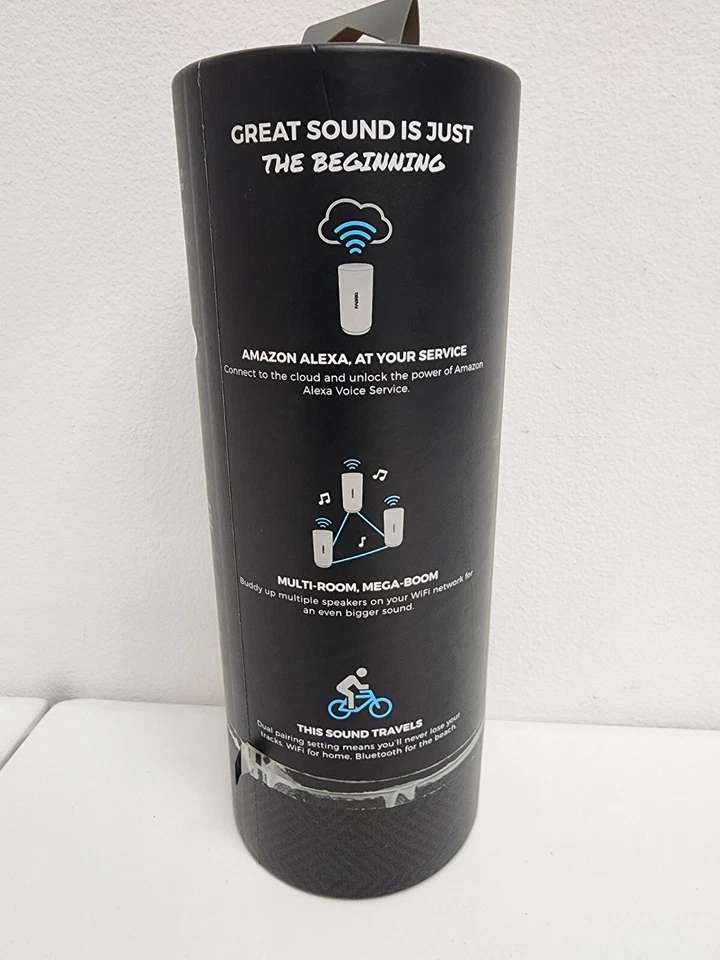 GREAT SOUND IS JUST
THE BEGINNING
AMAZON ALEXA, AT YOUR SERVICE
Connect to the cloud and unlock the power of Amazon
Alexa Voice Service.
MULTI-ROOM, MEGA-BOOM
Buddy up multiple speakers on your WiFi network for
an even bigger sound.
THIS SOUND TRAVELS
Dual pairing setting means you'll never lose your
tracks. WiFi for home, Bluetooth for the beach.